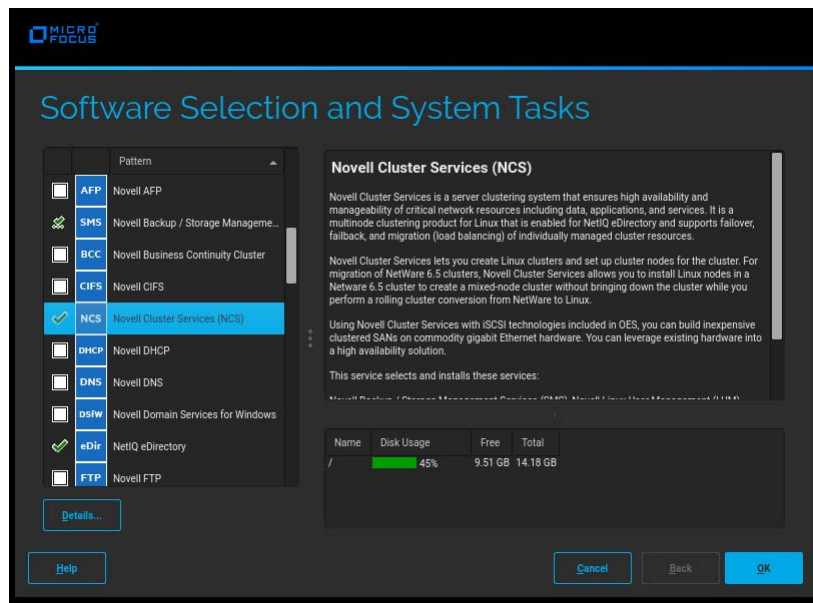 MICRO
FOCUS
Software Selection and System Tasks
Pattern
AFP Novell AFP
SMS Novell Backup / Storage Manageme...
BCC Novell Business Continuity Cluster
CIFS Novell CIFS
NCS Novell Cluster Services (NCS)
DHCP Novell DHCP
DNS Novell DNS
DSfW Novell Domain Services for Windows
eDir NetIQ eDirectory
FTP Novell FTP
Details...
Novell Cluster Services (NCS)
Novell Cluster Services is a server clustering system that ensures high availability and
manageability of critical network resources including data, applications, and services. It is a
multinode clustering product for Linux that is enabled for NetIQ eDirectory and supports failover,
failback, and migration (load balancing) of individually managed cluster resources.
Novell Cluster Services lets you create Linux clusters and set up cluster nodes for the cluster. For
migration of NetWare 6.5 clusters, Novell Cluster Services allows you to install Linux nodes in a
Netware 6.5 cluster to create a mixed-node cluster without bringing down the cluster while you
perform a rolling cluster conversion from NetWare to Linux.
Using Novell Cluster Services with iSCSI technologies included in OES, you can build inexpensive
clustered SANs on commodity gigabit Ethernet hardware. You can leverage existing hardware into
a high availability solution.
This service selects and installs these services:
Novell Backup / Storage Management Services (SMS), Novell Linux User Management (LUM)
Name Disk Usage Free Total
/ 45% 9.51 GB 14.18 GB
Help
Cancel
Back
OK